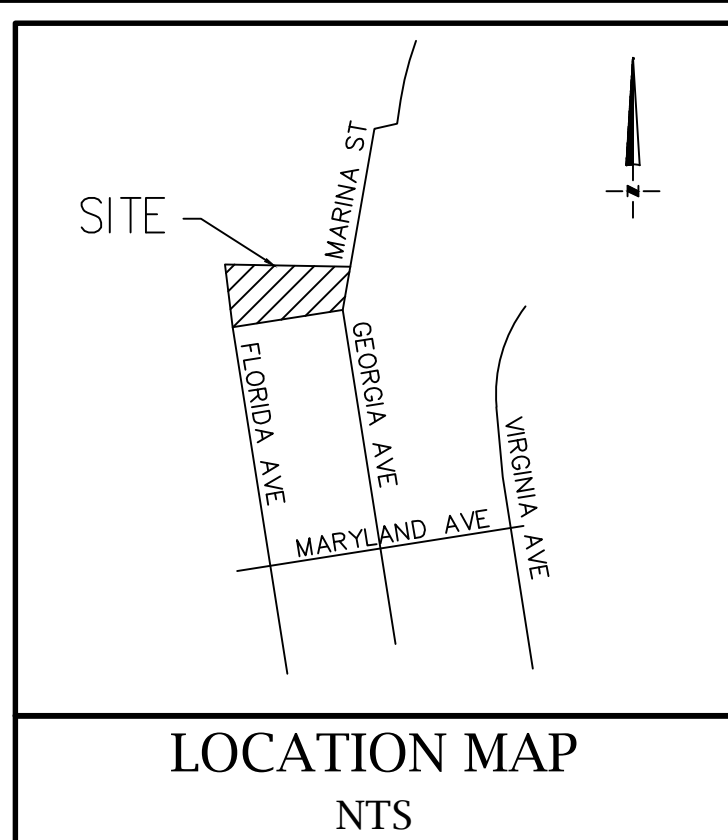 MARINA ST
SITE
N
GEORGIA AVE
FLORIDA AVE
VIRGINIA AVE
MARYLAND AVE
LOCATION MAP
NTS